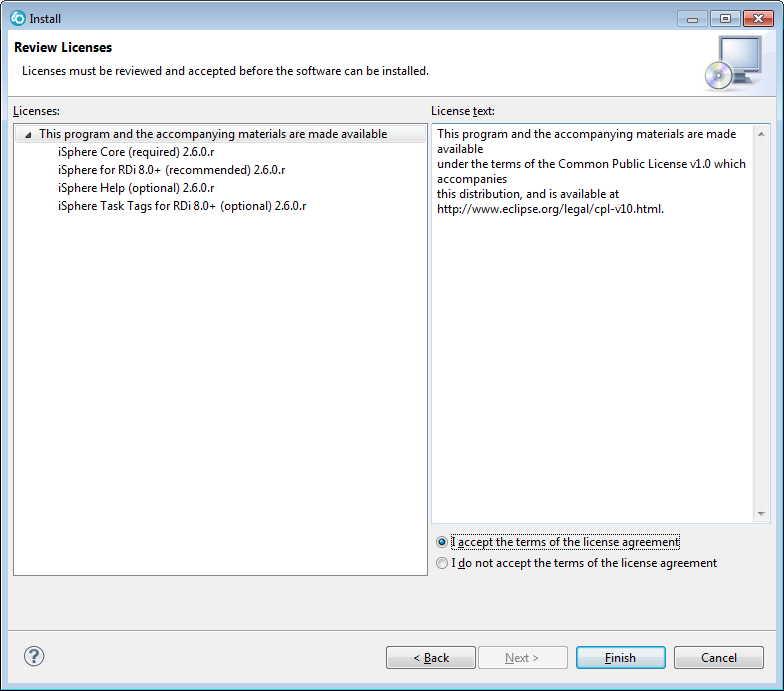 Install
Review Licenses
Licenses must be reviewed and accepted before the software can be installed.
Licenses:
This program and the accompanying materials are made available
iSphere Core (required) 2.6.0.r
iSphere for RDi 8.0+ (recommended) 2.6.0.r
iSphere Help (optional) 2.6.0.r
iSphere Task Tags for RDi 8.0+ (optional) 2.6.0.r
License text:
This program and the accompanying materials are made
available
under the terms of the Common Public License v1.0 which
accompanies
this distribution, and is available at
http://www.eclipse.org/legal/cpl-v10.html.
I accept the terms of the license agreement
I do not accept the terms of the license agreement
?
< Back
Next >
Finish
Cancel